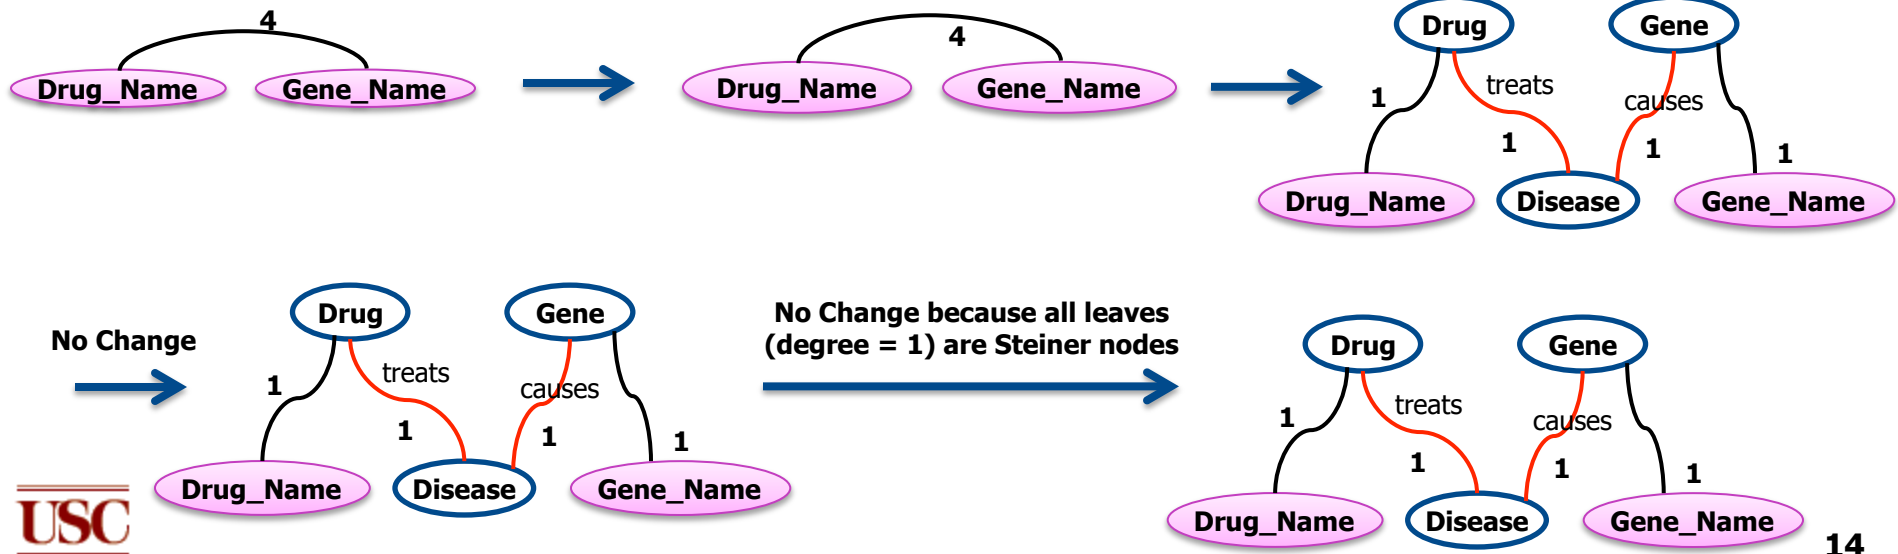 4
Drug_Name
Gene_Name
4
Drug_Name
Gene_Name
Drug
Gene
treats
causes
1
1
1
1
Drug_Name
Disease
Gene_Name
No Change
Drug
Gene
treats
causes
1
1
1
1
Drug_Name
Disease
Gene_Name
No Change because all leaves
(degree = 1) are Steiner nodes
Drug
Gene
treats
causes
1
1
1
1
Drug_Name
Disease
Gene_Name
USC
14